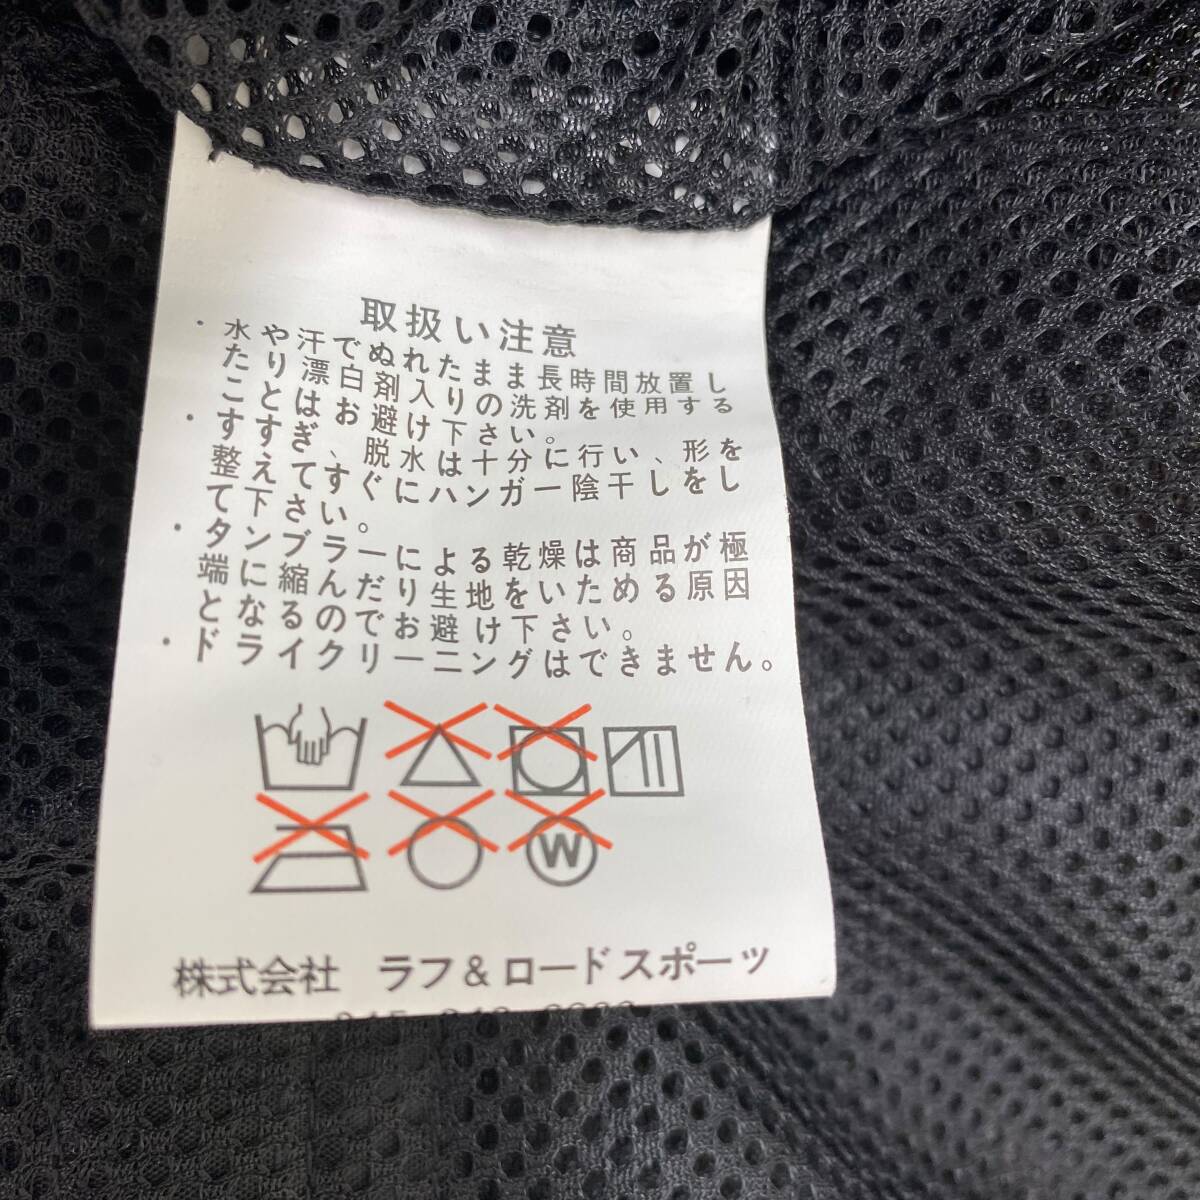 取扱い注意
・水や汗でぬれたまま長時間放置し
たり漂白剤入りの洗剤を使用する
ことはお避け下さい。
・すすぎ、脱水は十分に行い、形を
整えてすぐにハンガー陰干しをし
て下さい。
・タンブラーによる乾燥は商品が極
端に縮んだり生地をいためる原因
となるのでお避け下さい。
・ドライクリーニングはできません。
W
株式会社 ラフ&ロードスポーツ